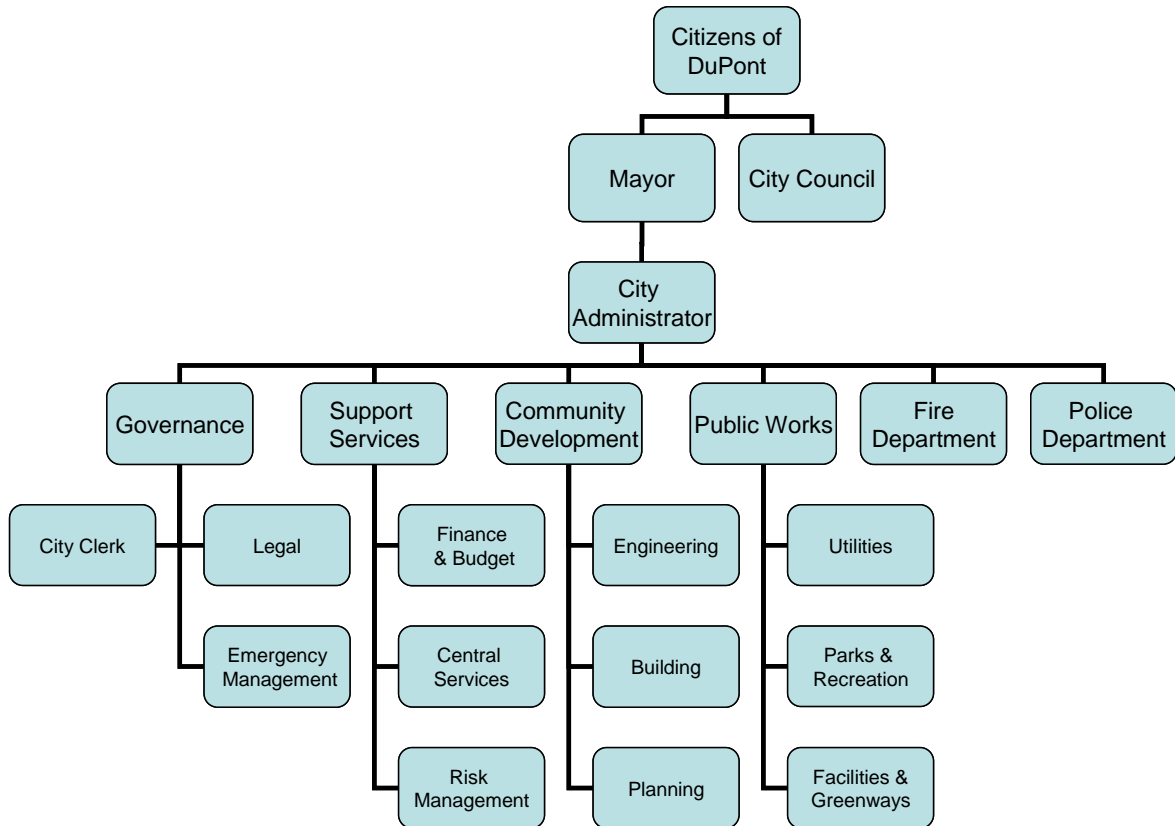 Citizens of
DuPont
Mayor
City Council
City
Administrator
Governance
Support
Services
Community
Development
Public Works
Fire
Department
Police
Department
City Clerk
Legal
Finance
& Budget
Engineering
Utilities
Emergency
Management
Central
Services
Building
Parks &
Recreation
Risk
Management
Planning
Facilities &
Greenways